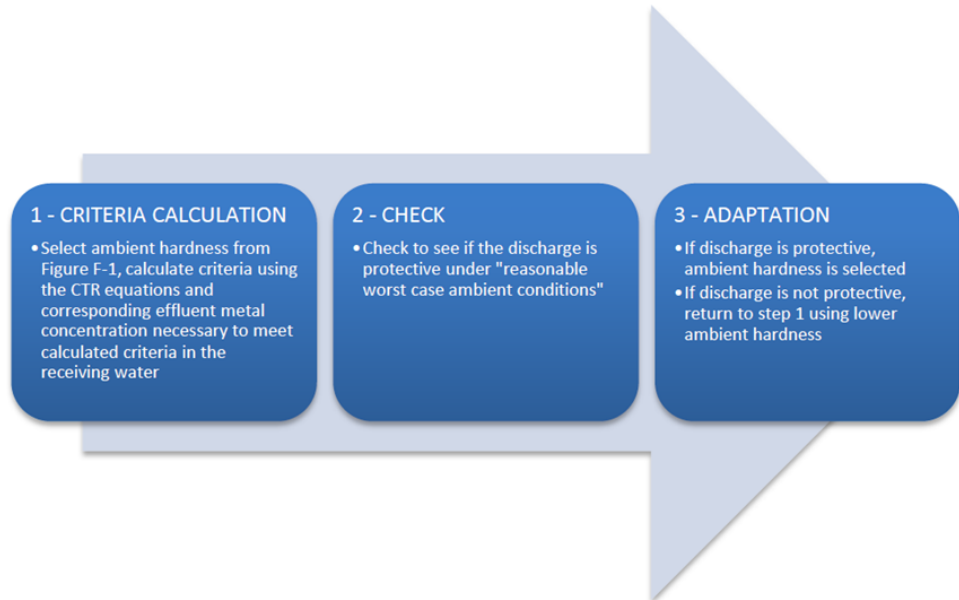 1 - CRITERIA CALCULATION
• Select ambient hardness from
Figure F-1, calculate criteria using
the CTR equations and
corresponding effluent metal
concentration necessary to meet
calculated criteria in the
receiving water
2 - CHECK
• Check to see if the discharge is
protective under "reasonable
worst case ambient conditions"
3 - ADAPTATION
• If discharge is protective,
ambient hardness is selected
• If discharge is not protective,
return to step 1 using lower
ambient hardness